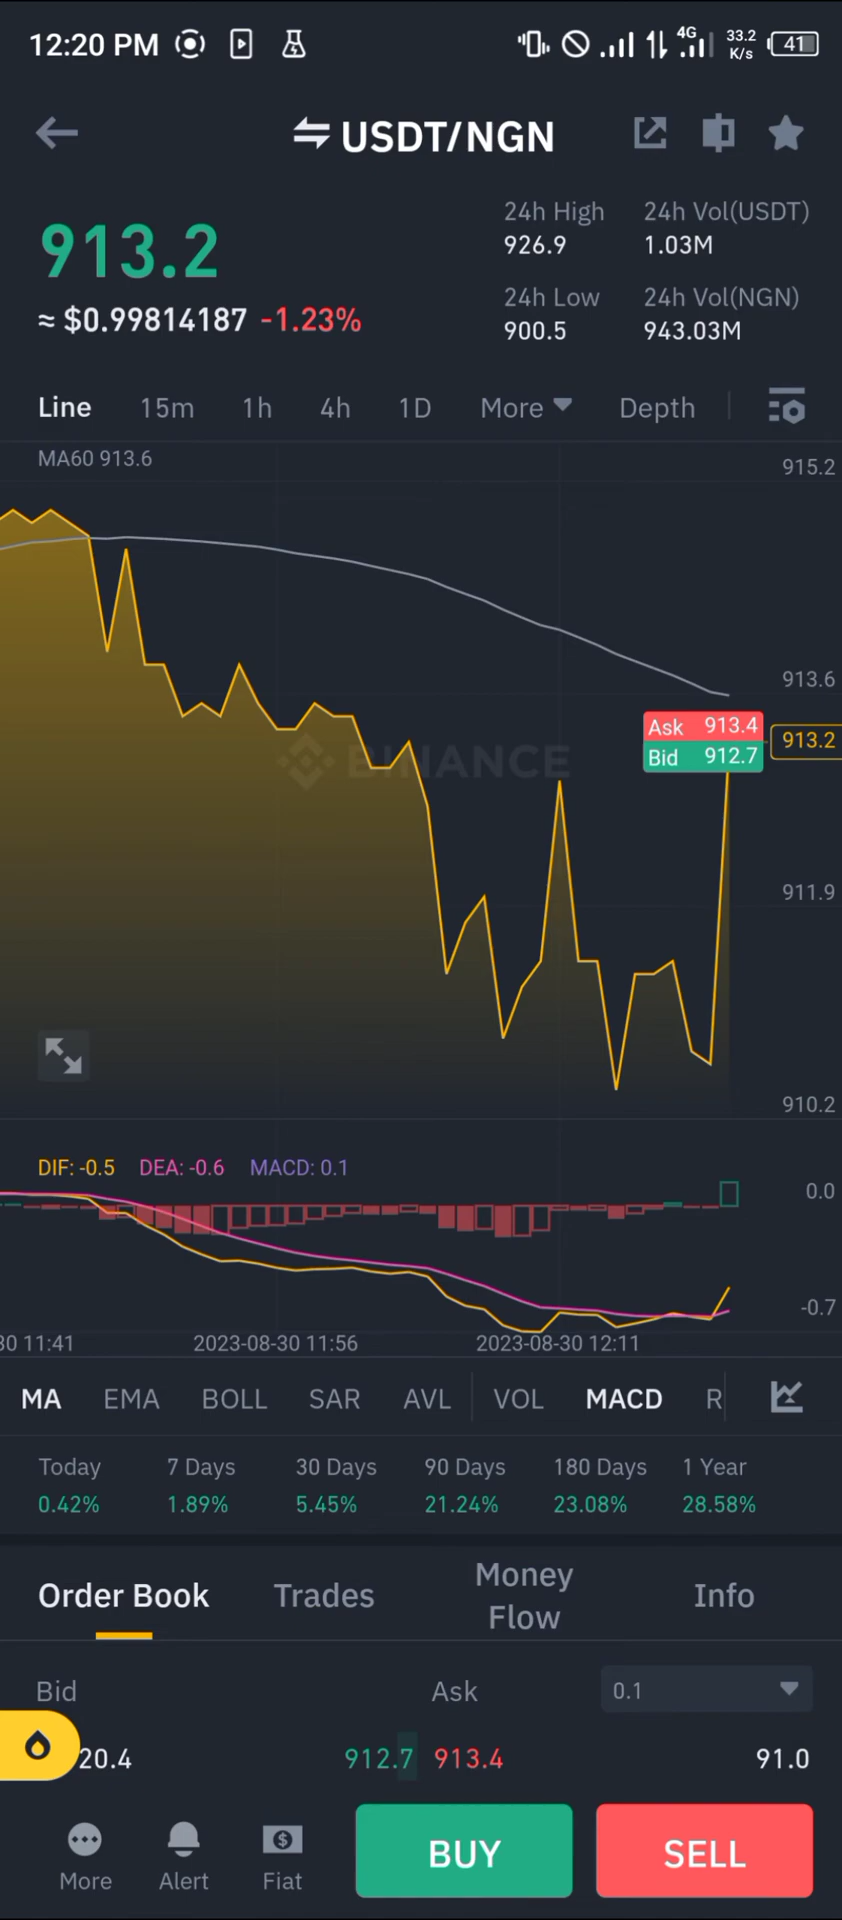 12:20 PM 4G 33.2 K/s 41
USDT/NGN
913.2
≈ $0.99814187 -1.23%
24h High 24h Vol(USDT)
926.9 1.03M
24h Low 24h Vol(NGN)
900.5 943.03M
Line 15m 1h 4h 1D More Depth
MA60 913.6
915.2
913.6
Ask 913.4
913.2
Bid 912.7
BINANCE
911.9
910.2
DIF: -0.5 DEA: -0.6 MACD: 0.1
0.0
-0.7
30 11:41 2023-08-30 11:56 2023-08-30 12:11
MA EMA BOLL SAR AVL VOL MACD R
Today 7 Days 30 Days 90 Days 180 Days 1 Year
0.42% 1.89% 5.45% 21.24% 23.08% 28.58%
Order Book Trades Money Flow Info
Bid Ask 0.1
20.4 912.7 913.4 91.0
More Alert Fiat BUY SELL